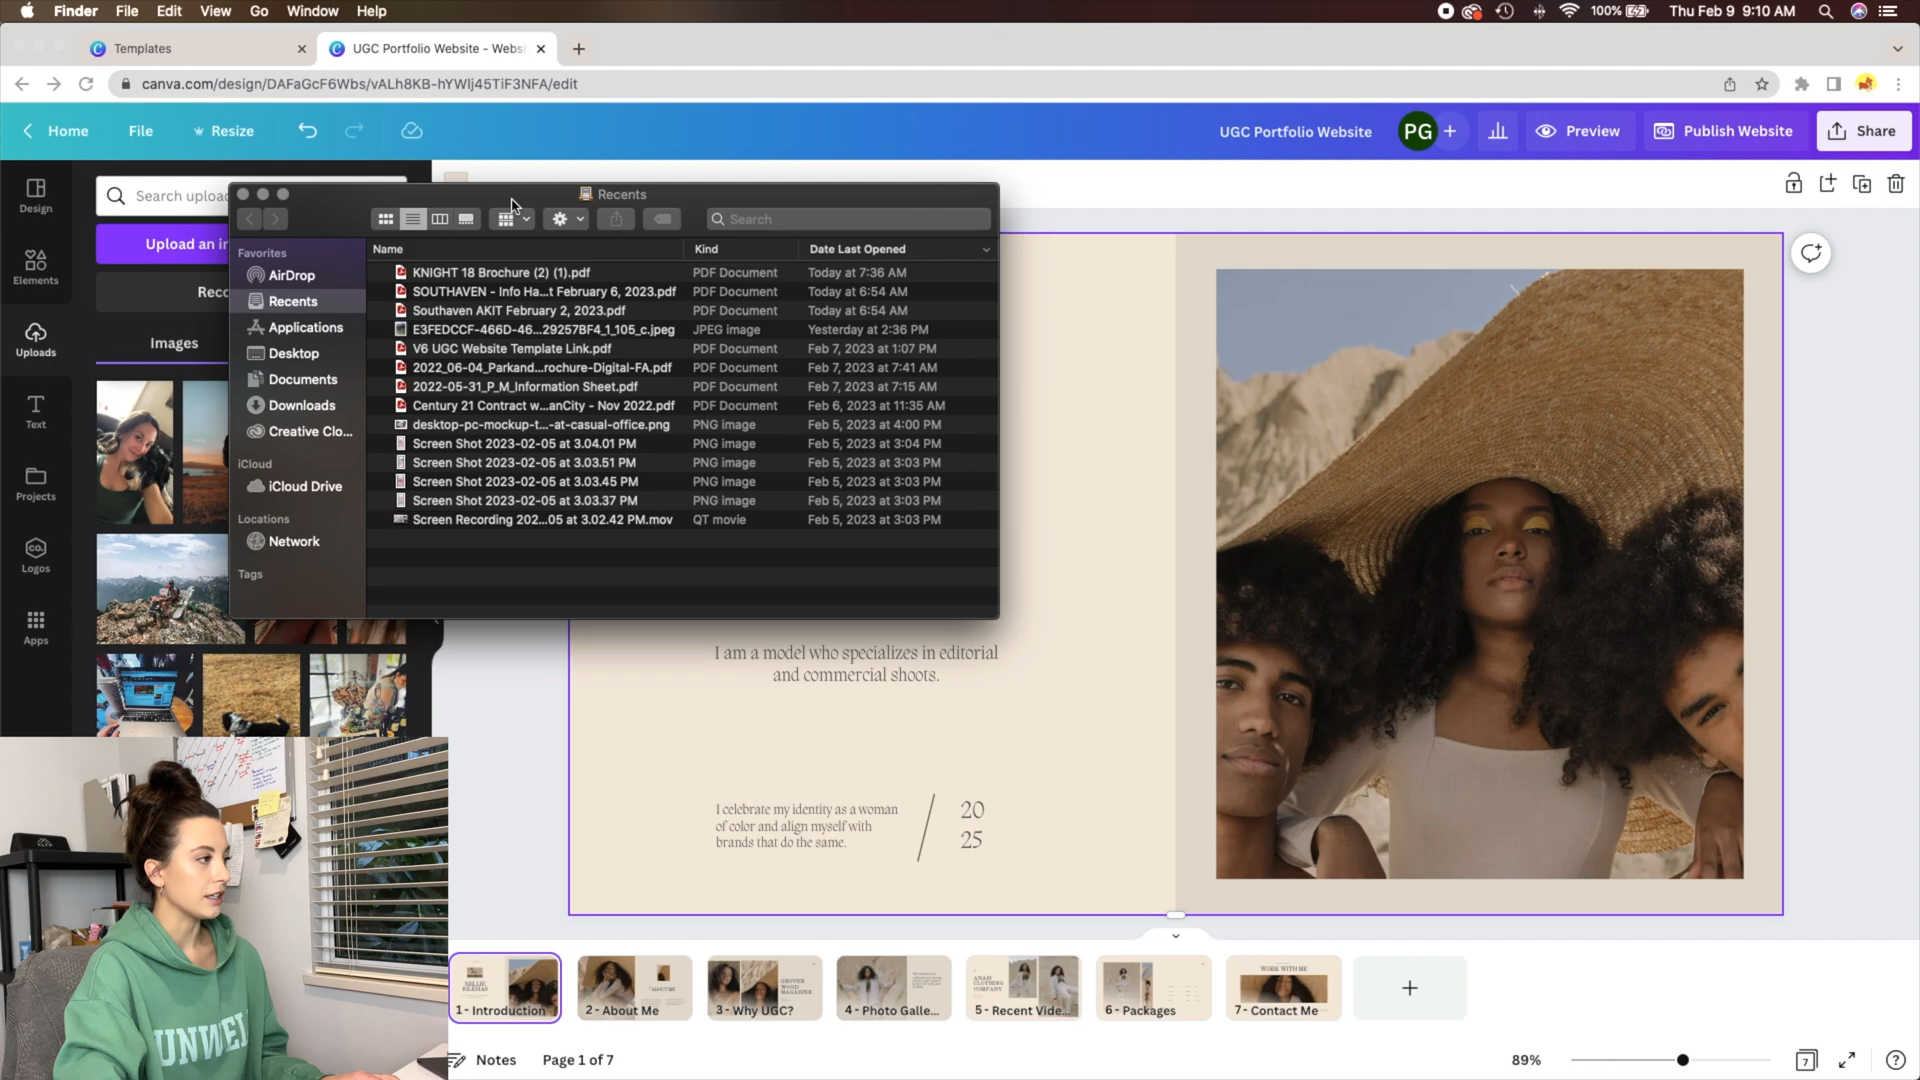 Finder File Edit View Go Window Help
100% Thu Feb 9 9:10 AM
Templates
UGC Portfolio Website - Websi
canva.com/design/DAFaGcF6Wbs/vALh8KB-hYWlj45TiF3NFA/edit
Home File Resize
UGC Portfolio Website PG + Preview Publish Website Share
Design
Elements
Uploads
Text
Projects
CO.
Logos
Apps
Search upload
Upload an i
Reco
Images
Recents
Search
Favorites
AirDrop
Recents
Applications
Desktop
Documents
Downloads
Creative Clo...
iCloud
iCloud Drive
Locations
Network
Tags
Name Kind Date Last Opened
KNIGHT 18 Brochure (2) (1).pdf PDF Document Today at 7:36 AM
SOUTHAVEN - Info Ha...t February 6, 2023.pdf PDF Document Today at 6:54 AM
Southaven AKIT February 2, 2023.pdf PDF Document Today at 6:54 AM
E3FEDCCF-466D-46...29257BF4_1_105_c.jpeg JPEG image Yesterday at 2:36 PM
V6 UGC Website Template Link.pdf PDF Document Feb 7, 2023 at 1:07 PM
2022_06-04_Parkand...rochure-Digital-FA.pdf PDF Document Feb 7, 2023 at 7:41 AM
2022-05-31_P_M_Information Sheet.pdf PDF Document Feb 7, 2023 at 7:15 AM
Century 21 Contract w...anCity - Nov 2022.pdf PDF Document Feb 6, 2023 at 11:35 AM
desktop-pc-mockup-t...-at-casual-office.png PNG image Feb 5, 2023 at 4:00 PM
Screen Shot 2023-02-05 at 3.04.01 PM PNG image Feb 5, 2023 at 3:04 PM
Screen Shot 2023-02-05 at 3.03.51 PM PNG image Feb 5, 2023 at 3:03 PM
Screen Shot 2023-02-05 at 3.03.45 PM PNG image Feb 5, 2023 at 3:03 PM
Screen Shot 2023-02-05 at 3.03.37 PM PNG image Feb 5, 2023 at 3:03 PM
Screen Recording 202...05 at 3.02.42 PM.mov QT movie Feb 5, 2023 at 3:03 PM
I am a model who specializes in editorial
and commercial shoots.
I celebrate my identity as a woman
of color and align myself with
brands that do the same.
20
25
NELLIE
IGLESIAS
1 - Introduction
ABOUT ME
2 - About Me
GROVER
WOOD
MAGAZINE
3 - Why UGC?
4 - Photo Galle...
ANAIS
CLOTHING
COMPANY
5 - Recent Vide...
6 - Packages
WORK WITH ME
7 - Contact Me
Notes Page 1 of 7
89%
7